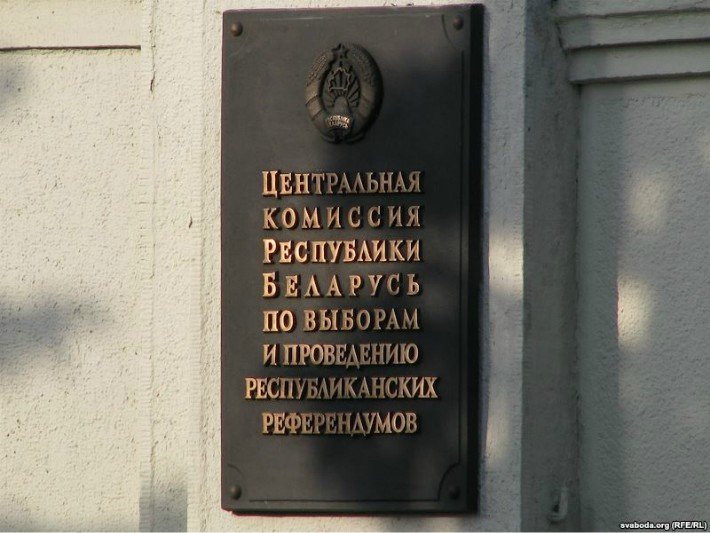 Центральная
комиссия
Республики
Беларусь
по выборам
и проведению
республиканских
референдумов
svaboda.org (RFE/RL)